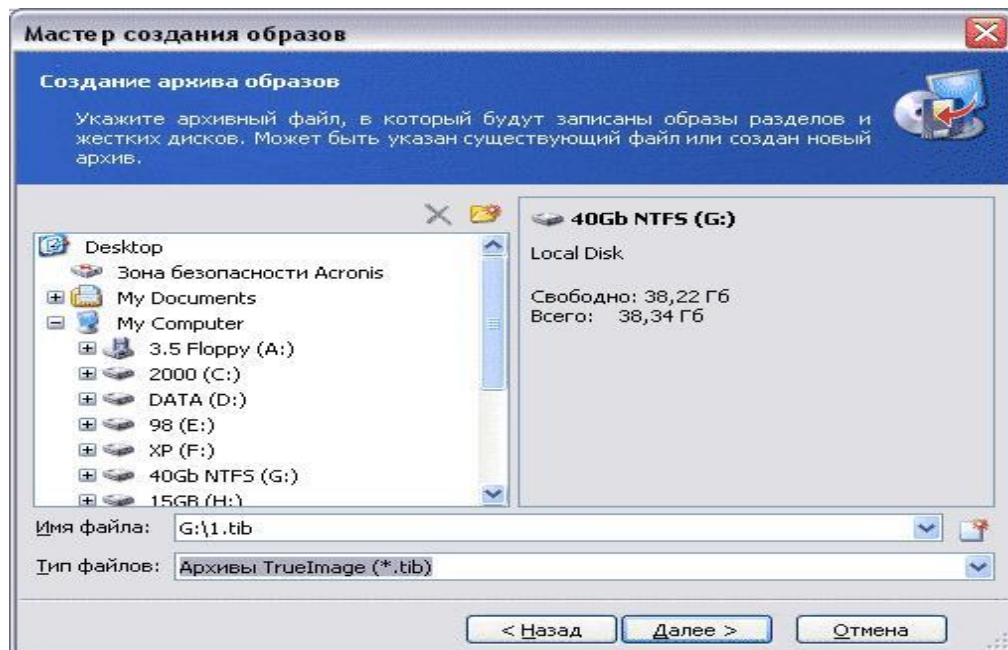 Мастер создания образов
Создание архива образов
Укажите архивный файл, в который будут записаны образы разделов и
жестких дисков. Может быть указан существующий файл или создан новый
архив.
Desktop
Зона безопасности Acronis
My Documents
My Computer
3.5 Floppy (A:)
2000 (C:)
DATA (D:)
98 (E:)
XP (F:)
40Gb NTFS (G:)
15GB (H:)
40Gb NTFS (G:)
Local Disk
Свободно: 38,22 Гб
Всего: 38,34 Гб
Имя файла: G:\1.tib
Тип файлов: Архивы TrueImage (*.tib)
< Назад Далее > Отмена